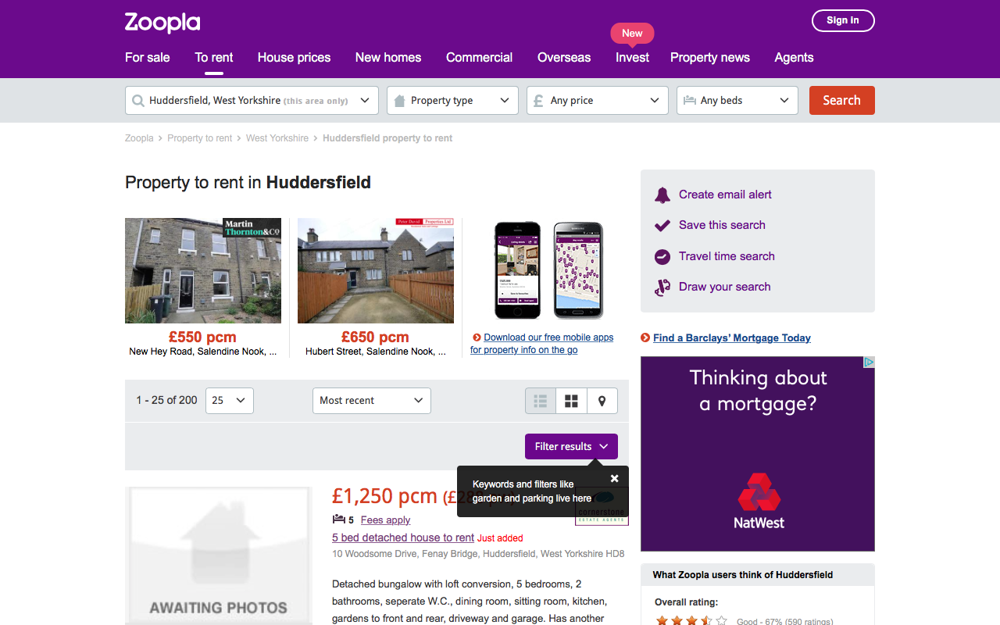 Zoopla
Sign in
New
For sale
To rent
House prices
New homes
Commercial
Overseas
Invest
Property news
Agents
Huddersfield, West Yorkshire (this area only)
Property type
£ Any price
Any beds
Search
Zoopla > Property to rent > West Yorkshire > Huddersfield property to rent
Property to rent in Huddersfield
Martin
Thornton&Co
£550 pcm
New Hey Road, Salendine Nook, ...
Peter David Properties Ltd
£650 pcm
Hubert Street, Salendine Nook, ...
Download our free mobile apps
for property info on the go
Create email alert
Save this search
Travel time search
Draw your search
Find a Barclays' Mortgage Today
Thinking about
a mortgage?
NatWest
1 - 25 of 200
25
Most recent
Filter results
Keywords and filters like
garden and parking live here
£1,250 pcm
5 Fees apply
cornerstone
ESTATE AGENTS
5 bed detached house to rent Just added
10 Woodsome Drive, Fenay Bridge, Huddersfield, West Yorkshire HD8
AWAITING PHOTOS
Detached bungalow with loft conversion, 5 bedrooms, 2
bathrooms, seperate W.C., dining room, sitting room, kitchen,
gardens to front and rear, driveway and garage. Has another
What Zoopla users think of Huddersfield
Overall rating:
Good - 67% (590 ratings)